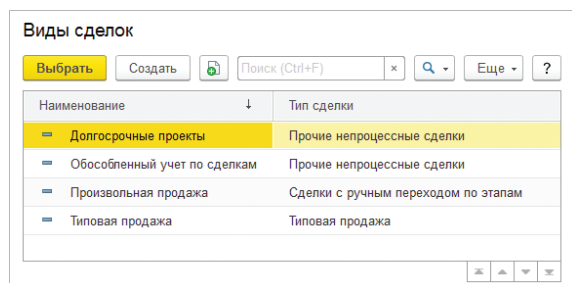 Виды сделок
Выбрать Создать Поиск (Ctrl+F) × Еще ?
Наименование ↓ Тип сделки
Долгосрочные проекты Прочие непроцессные сделки
Обособленный учет по сделкам Прочие непроцессные сделки
Произвольная продажа Сделки с ручным переходом по этапам
Типовая продажа Типовая продажа